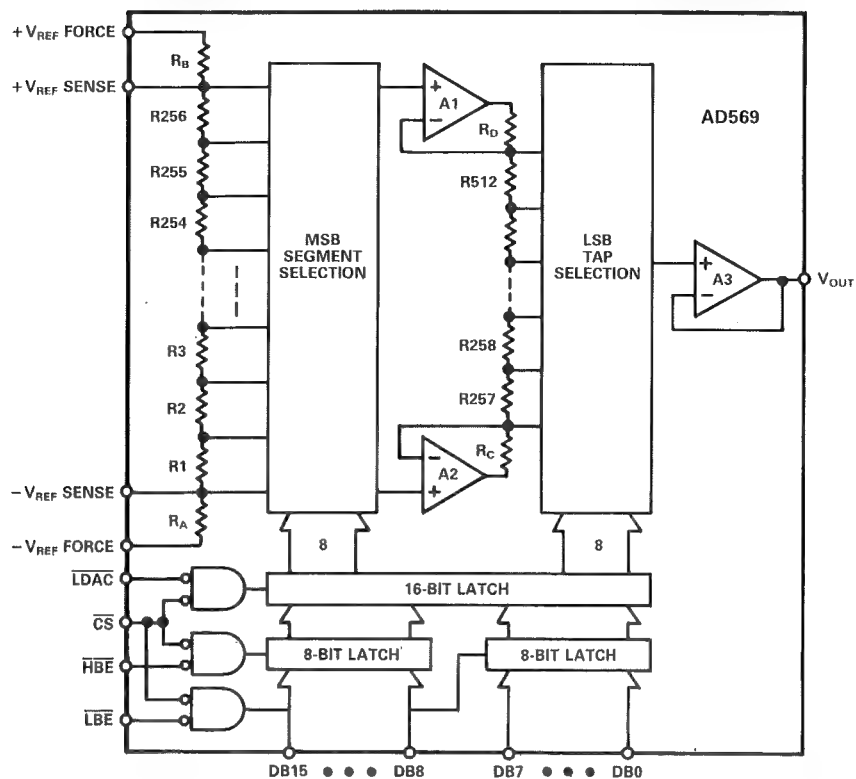 + VREF FORCE
RB
+ VREF SENSE
R256
R255
R254
R3
R2
R1
− VREF SENSE
RA
− VREF FORCE
MSB
SEGMENT
SELECTION
+
A1
−
RD
R512
R258
R257
RC
−
A2
+
LSB
TAP
SELECTION
AD569
+
A3
−
VOUT
8
8
LDAC
16-BIT LATCH
CS
HBE
8-BIT LATCH
8-BIT LATCH
LBE
DB15 ● ● ● DB8 DB7 ● ● ● DB0